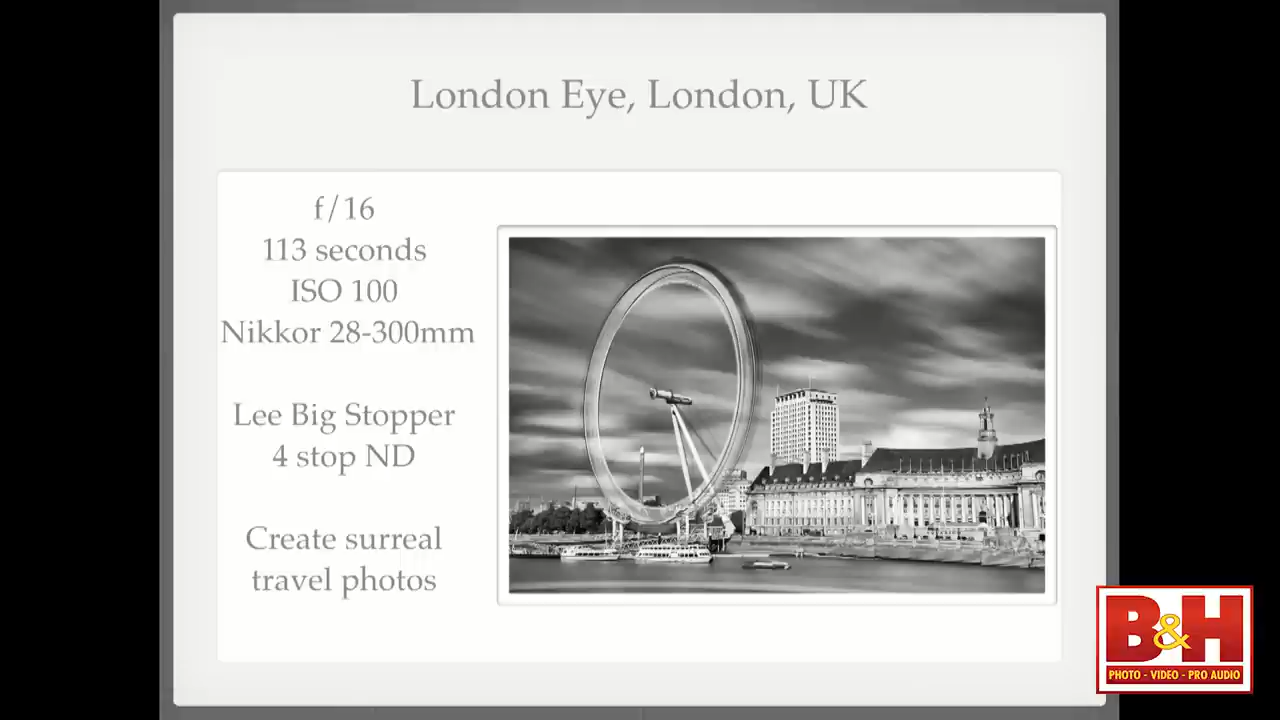 London Eye, London, UK
f/16
113 seconds
ISO 100
Nikkor 28-300mm
Lee Big Stopper
4 stop ND
Create surreal
travel photos
B&H
PHOTO - VIDEO - PRO AUDIO